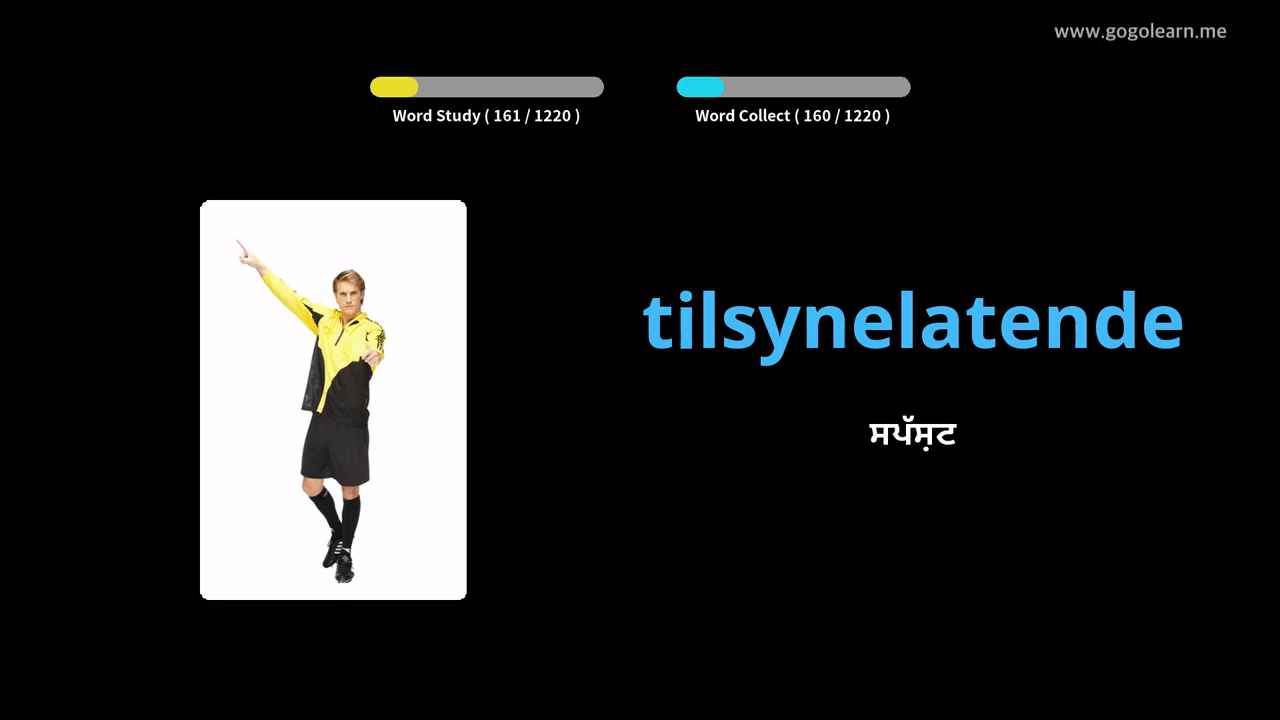 www.gogolearn.me
Word Study ( 161 / 1220 )
Word Collect ( 160 / 1220 )
tilsynelatende
ਸਪੱਸ਼ਟ